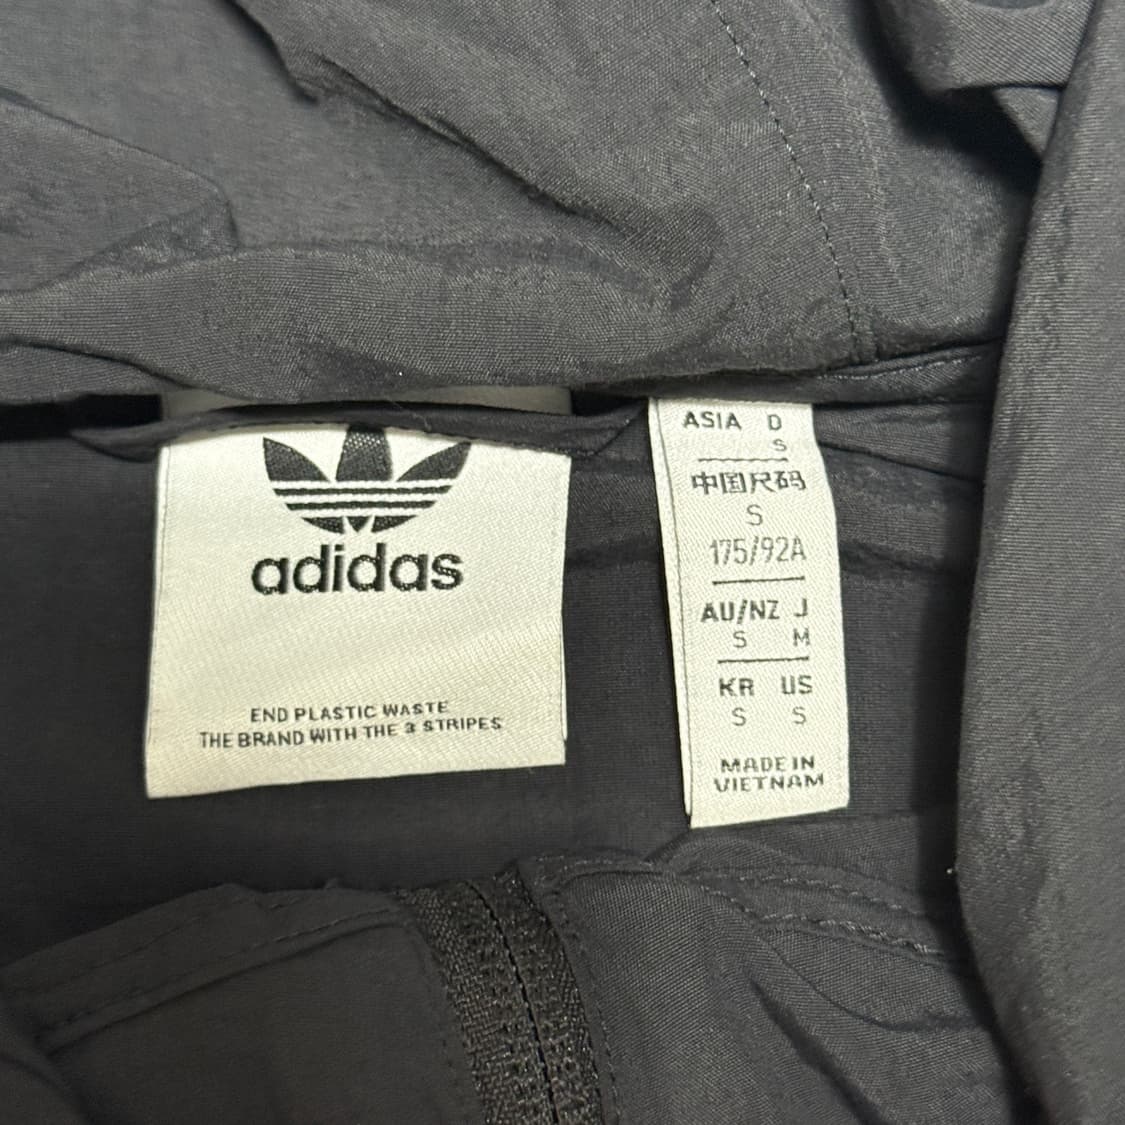 adidas
END PLASTIC WASTE
THE BRAND WITH THE 3 STRIPES
ASIA D
S
中国尺码
S
175/92A
AU/NZ J
S M
KR US
S S
MADE IN
VIETNAM